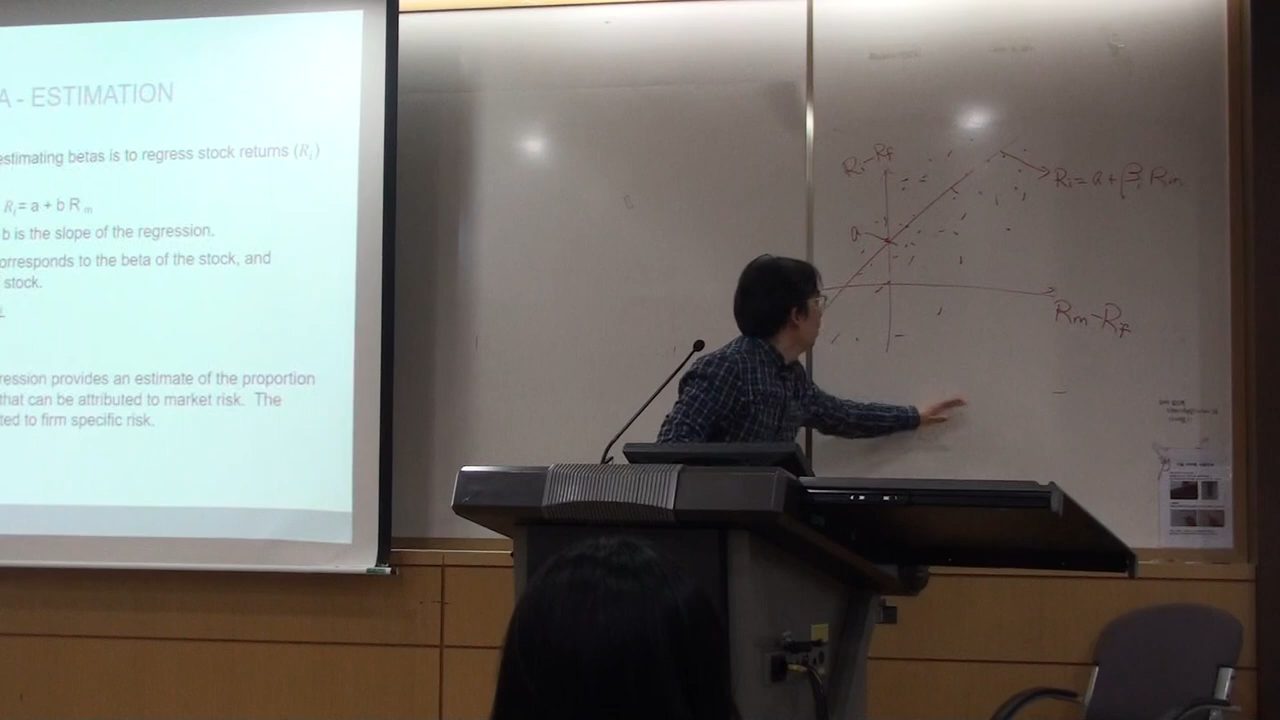 A - ESTIMATION
estimating betas is to regress stock returns (Ri)
Ri = a + b Rm
b is the slope of the regression.
orresponds to the beta of the stock, and
stock.
ression provides an estimate of the proportion
that can be attributed to market risk. The
ted to firm specific risk.
Ri-Rf
Ri = a + βi Rm
a
Rm-Rf